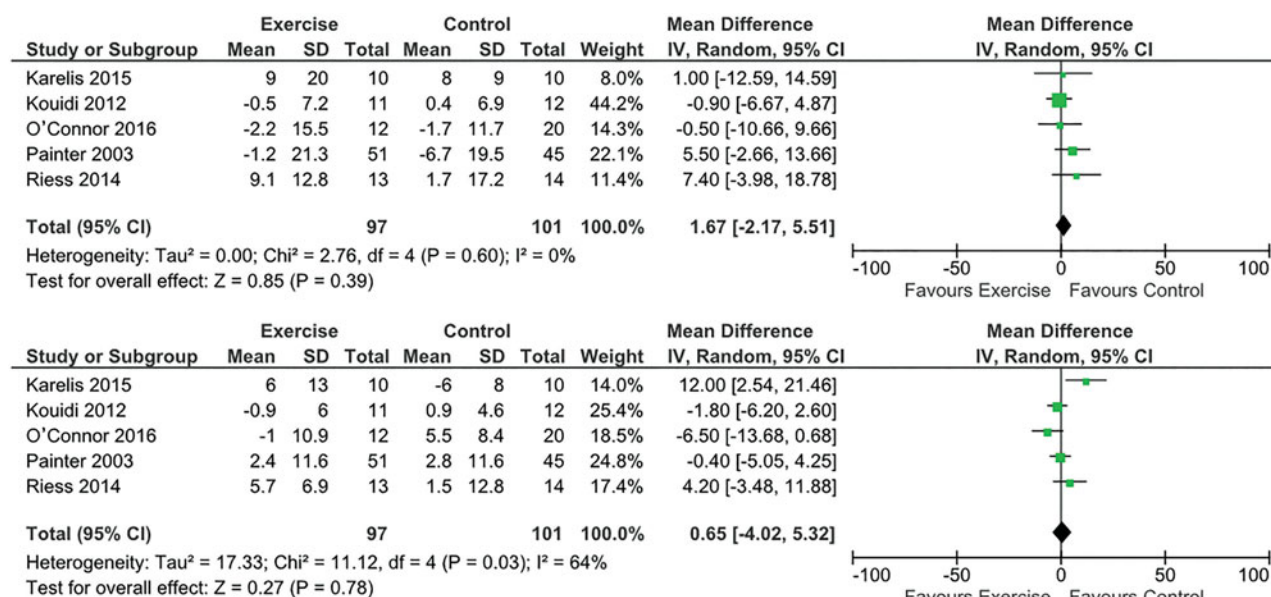 Exercise Control Mean Difference Mean Difference
Study or Subgroup Mean SD Total Mean SD Total Weight IV, Random, 95% CI IV, Random, 95% CI
Karelis 2015 9 20 10 8 9 10 8.0% 1.00 [-12.59, 14.59]
Kouidi 2012 -0.5 7.2 11 0.4 6.9 12 44.2% -0.90 [-6.67, 4.87]
O'Connor 2016 -2.2 15.5 12 -1.7 11.7 20 14.3% -0.50 [-10.66, 9.66]
Painter 2003 -1.2 21.3 51 -6.7 19.5 45 22.1% 5.50 [-2.66, 13.66]
Riess 2014 9.1 12.8 13 1.7 17.2 14 11.4% 7.40 [-3.98, 18.78]
Total (95% CI) 97 101 100.0% 1.67 [-2.17, 5.51]
Heterogeneity: Tau² = 0.00; Chi² = 2.76, df = 4 (P = 0.60); I² = 0%
Test for overall effect: Z = 0.85 (P = 0.39)
-100 -50 0 50 100
Favours Exercise Favours Control
Exercise Control Mean Difference Mean Difference
Study or Subgroup Mean SD Total Mean SD Total Weight IV, Random, 95% CI IV, Random, 95% CI
Karelis 2015 6 13 10 -6 8 10 14.0% 12.00 [2.54, 21.46]
Kouidi 2012 -0.9 6 11 0.9 4.6 12 25.4% -1.80 [-6.20, 2.60]
O'Connor 2016 -1 10.9 12 5.5 8.4 20 18.5% -6.50 [-13.68, 0.68]
Painter 2003 2.4 11.6 51 2.8 11.6 45 24.8% -0.40 [-5.05, 4.25]
Riess 2014 5.7 6.9 13 1.5 12.8 14 17.4% 4.20 [-3.48, 11.88]
Total (95% CI) 97 101 100.0% 0.65 [-4.02, 5.32]
Heterogeneity: Tau² = 17.33; Chi² = 11.12, df = 4 (P = 0.03); I² = 64%
Test for overall effect: Z = 0.27 (P = 0.78)
-100 -50 0 50 100
Favours Exercise Favours Control